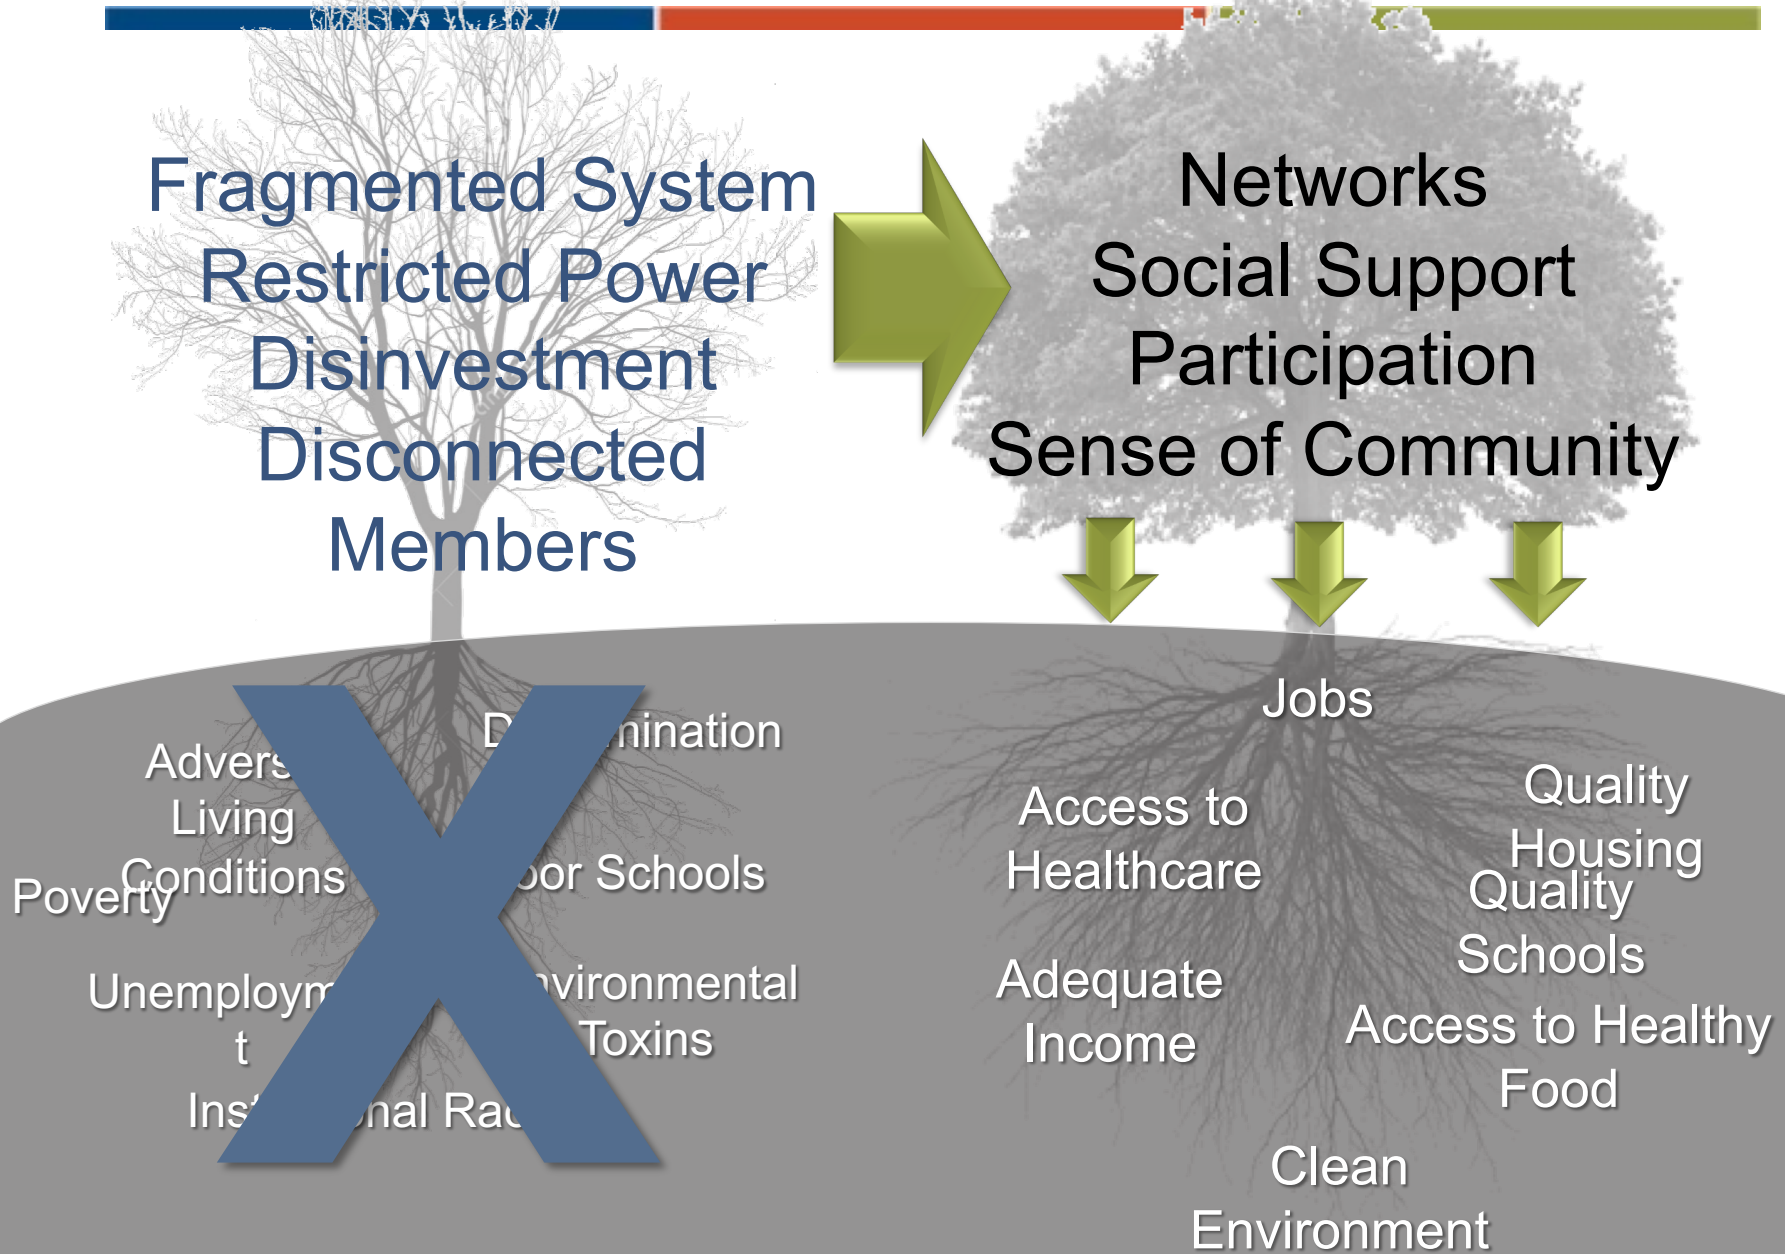 Fragmented System
Restricted Power
Disinvestment
Disconnected
Members
Networks
Social Support
Participation
Sense of Community
Living
Conditions
Poverty
Schools
Toxins
t
Jobs
Access to
Healthcare
Quality
Housing
Quality
Schools
Adequate
Income
Access to Healthy
Food
Clean
Environment